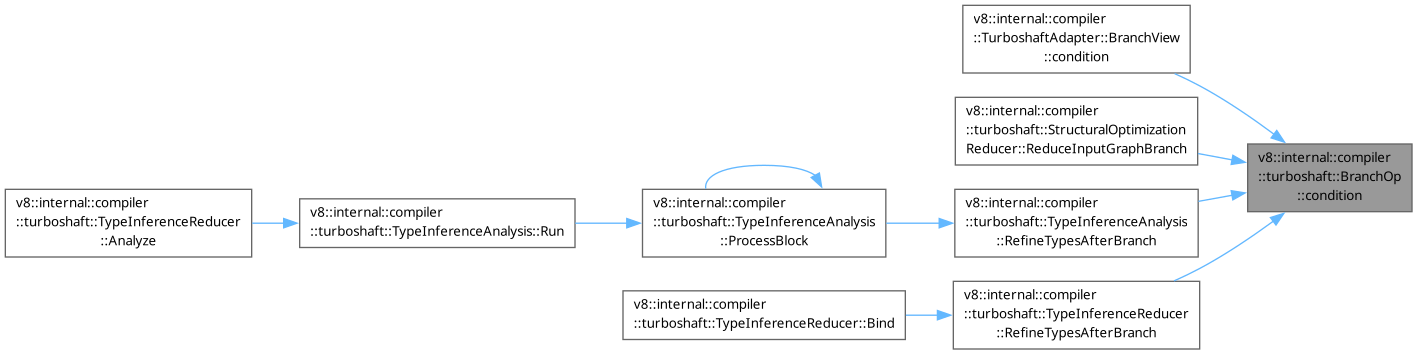 v8::internal::compiler
::TurboshaftAdapter::BranchView
::condition
v8::internal::compiler
::turboshaft::StructuralOptimization
Reducer::ReduceInputGraphBranch
v8::internal::compiler
::turboshaft::BranchOp
::condition
v8::internal::compiler
::turboshaft::TypeInferenceReducer
::Analyze
v8::internal::compiler
::turboshaft::TypeInferenceAnalysis::Run
v8::internal::compiler
::turboshaft::TypeInferenceAnalysis
::ProcessBlock
v8::internal::compiler
::turboshaft::TypeInferenceAnalysis
::RefineTypesAfterBranch
v8::internal::compiler
::turboshaft::TypeInferenceReducer::Bind
v8::internal::compiler
::turboshaft::TypeInferenceReducer
::RefineTypesAfterBranch